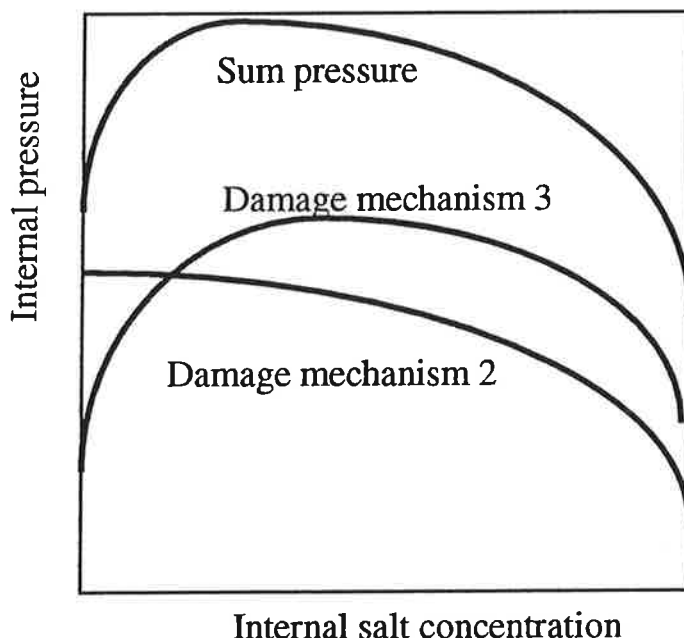 Sum pressure
Internal pressure
Damage mechanism 3
Damage mechanism 2
Internal salt concentration